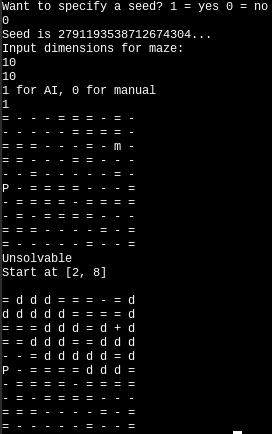 Want to specify a seed? 1 = yes 0 = no
0
Seed is 2791193538712674304...
Input dimensions for maze:
10
10
1 for AI, 0 for manual
1
= - - - = = = - = -
- - - - - = = = = -
= = = - - - = - m -
= = - - - - = = - -
- - = - - - - - = -
P - = = = = - - - =
- = = = = - = = = =
- = - = = = = - - -
= = = - - - - = - =
= - - - - - = - - =
Unsolvable
Start at [2, 8]

= d d d = = = - = d
d d d d d = = = = d
= = = d d d = d + d
= = d d d d = = d d
- - = d d d d d = d
P - = = = = d d d =
- = = = = - = = = =
- = - = = = = - - -
= = = - - - - = - =
= - - - - - = - - =